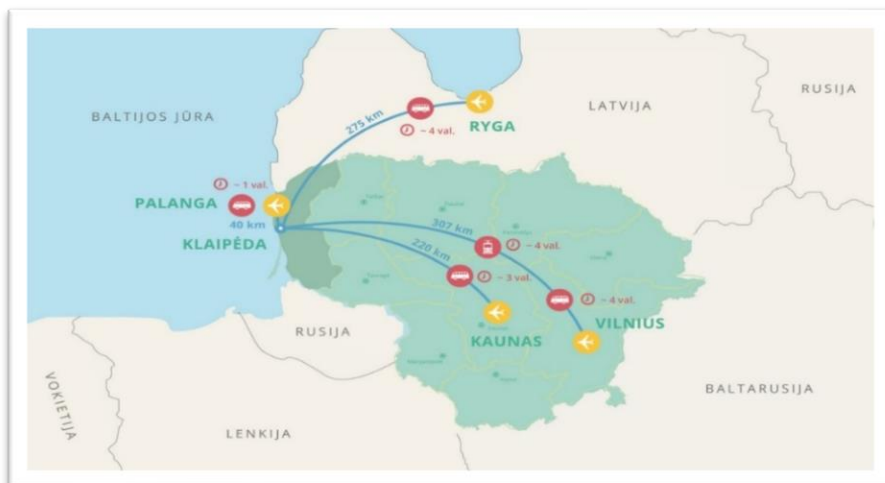 RUSIJA
BALTIJOS JŪRA
LATVIJA
275 km
RYGA
~ 4 val.
~ 1 val.
PALANGA
40 km
KLAIPĖDA
307 km
~ 4 val.
220 km
~ 3 val.
~ 4 val.
VILNIUS
KAUNAS
RUSIJA
BALTARUSIJA
VOKIETIJA
LENKIJA